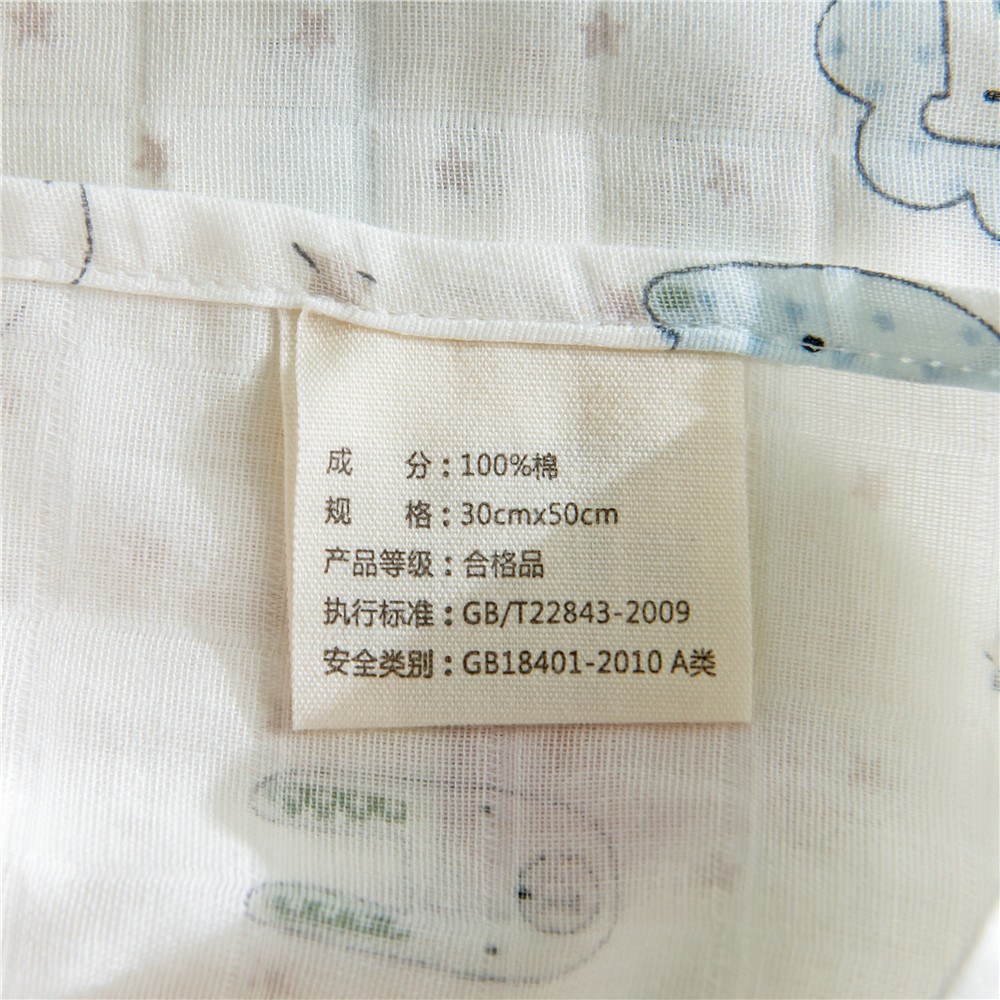 成　　分：100%棉
规　　格：30cmx50cm
产品等级：合格品
执行标准：GB/T22843-2009
安全类别：GB18401-2010 A类